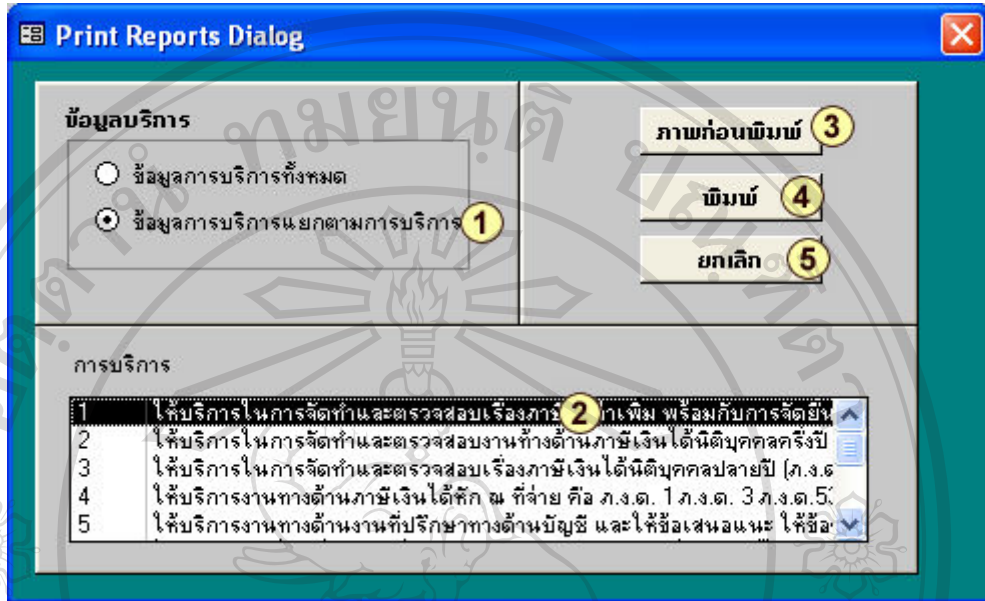 Print Reports Dialog
ข้อมูลบริการ
ข้อมูลการบริการทั้งหมด
ข้อมูลการบริการแยกตามการบริการ 1
ภาพก่อนพิมพ์ 3
พิมพ์ 4
ยกเลิก 5
การบริการ
1 ให้บริการในการจัดทำและตรวจสอบเรื่องภาษี 2 าเพิ่ม พร้อมกับการจัดยื่น
2 ให้บริการในการจัดทำและตรวจสอบงานท้างด้านภาษีเงินได้นิติบุคคลครึ่งปี
3 ให้บริการในการจัดทำและตรวจสอบเรื่องภาษีเงินได้นิติบุคคลปลายปี (ภ.ง.ด
4 ให้บริการงานทางด้านภาษีเงินได้หัก ณ ที่จ่าย คือ ภ.ง.ด. 1 ภ.ง.ด. 3 ภ.ง.ด.53
5 ให้บริการงานทางด้านงานที่ปรึกษาทางด้านบัญชี และให้ข้อเสนอแนะ ให้ข้อ